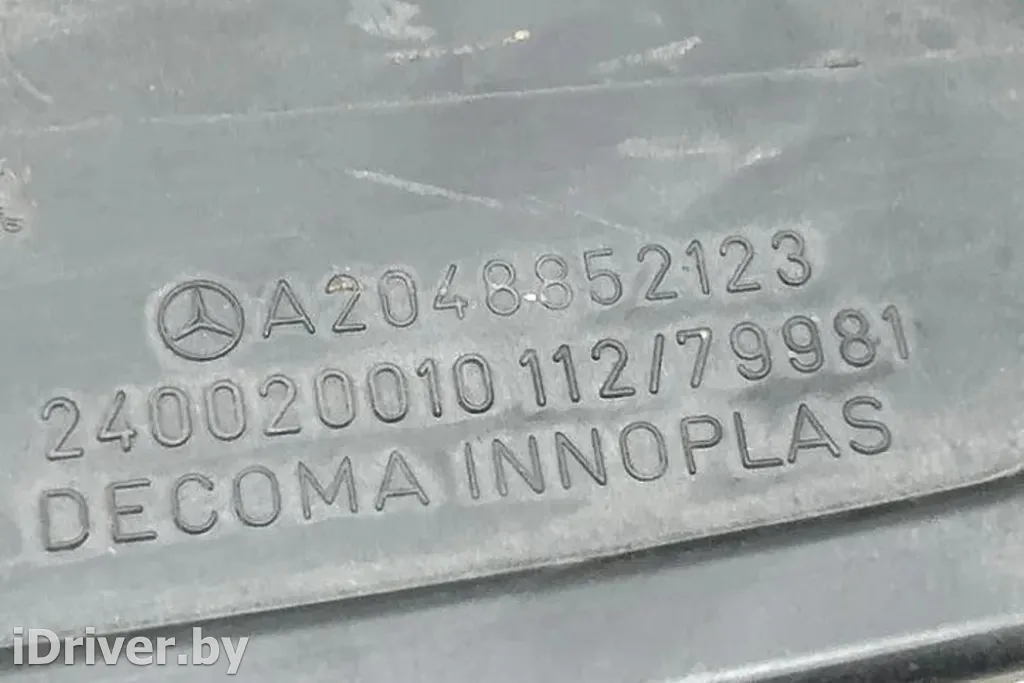 A2048852123
240020010 112/79981
DECOMA INNOPLAS
iDriver.by